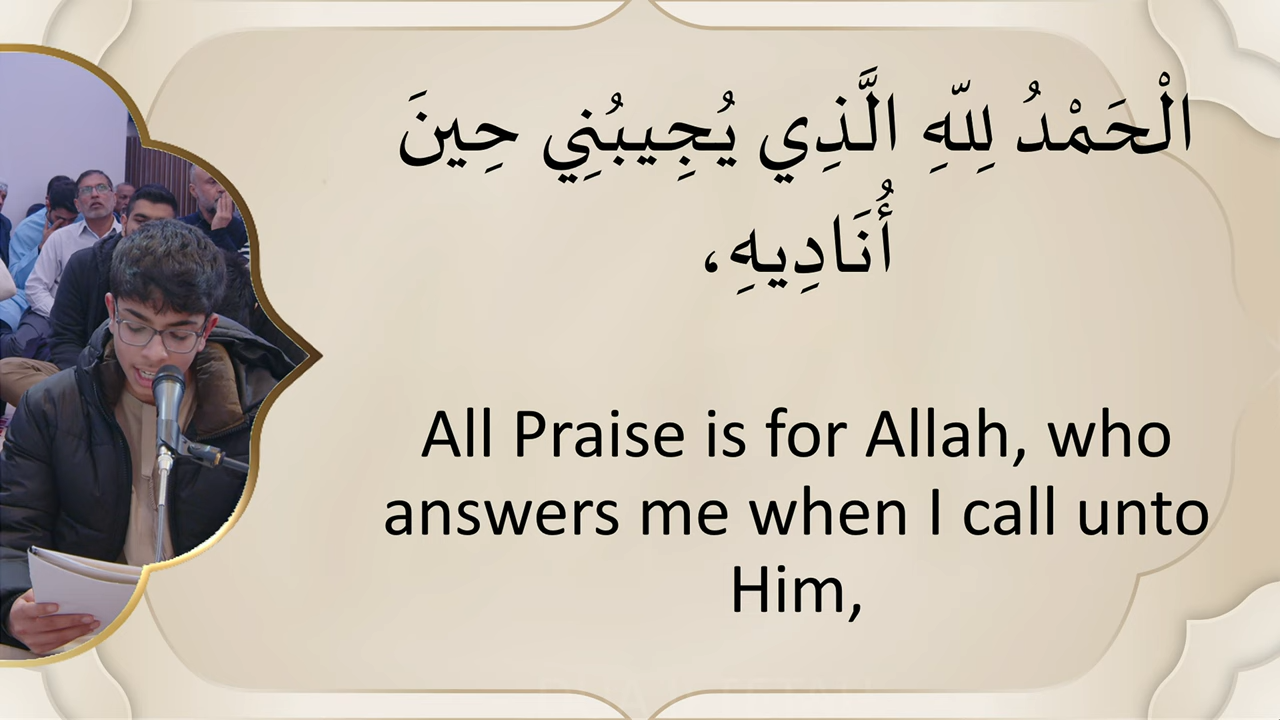 الْحَمْدُ لِلّهِ الَّذِي يُجِيبُنِي حِينَ
أُنَادِيهِ،
All Praise is for Allah, who
answers me when I call unto
Him,